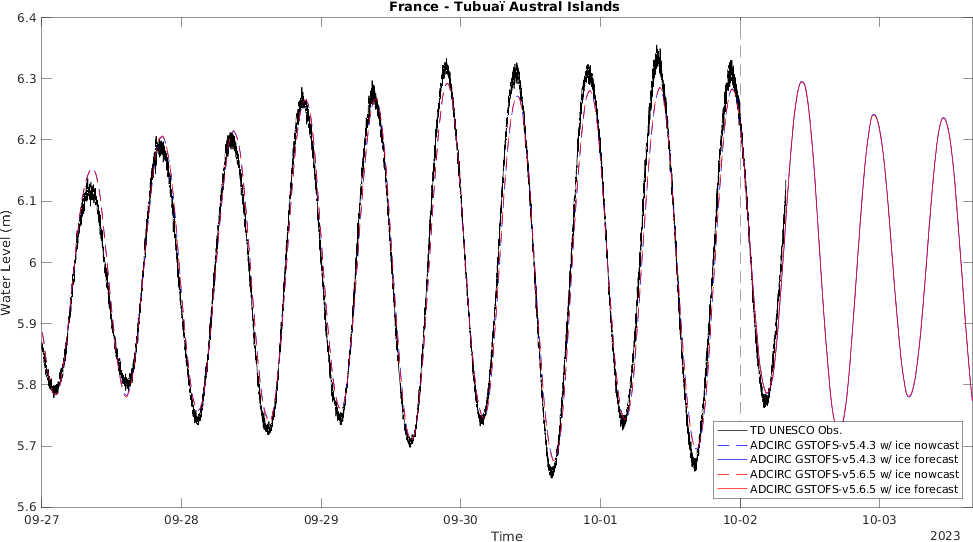 France - Tubuaï Austral Islands
6.4
6.3
6.2
6.1
6
5.9
5.8
5.7
5.6
Water Level (m)
TD UNESCO Obs.
ADCIRC GSTOFS-v5.4.3 w/ ice nowcast
ADCIRC GSTOFS-v5.4.3 w/ ice forecast
ADCIRC GSTOFS-v5.6.5 w/ ice nowcast
ADCIRC GSTOFS-v5.6.5 w/ ice forecast
09-27 09-28 09-29 09-30 10-01 10-02 10-03
Time
2023